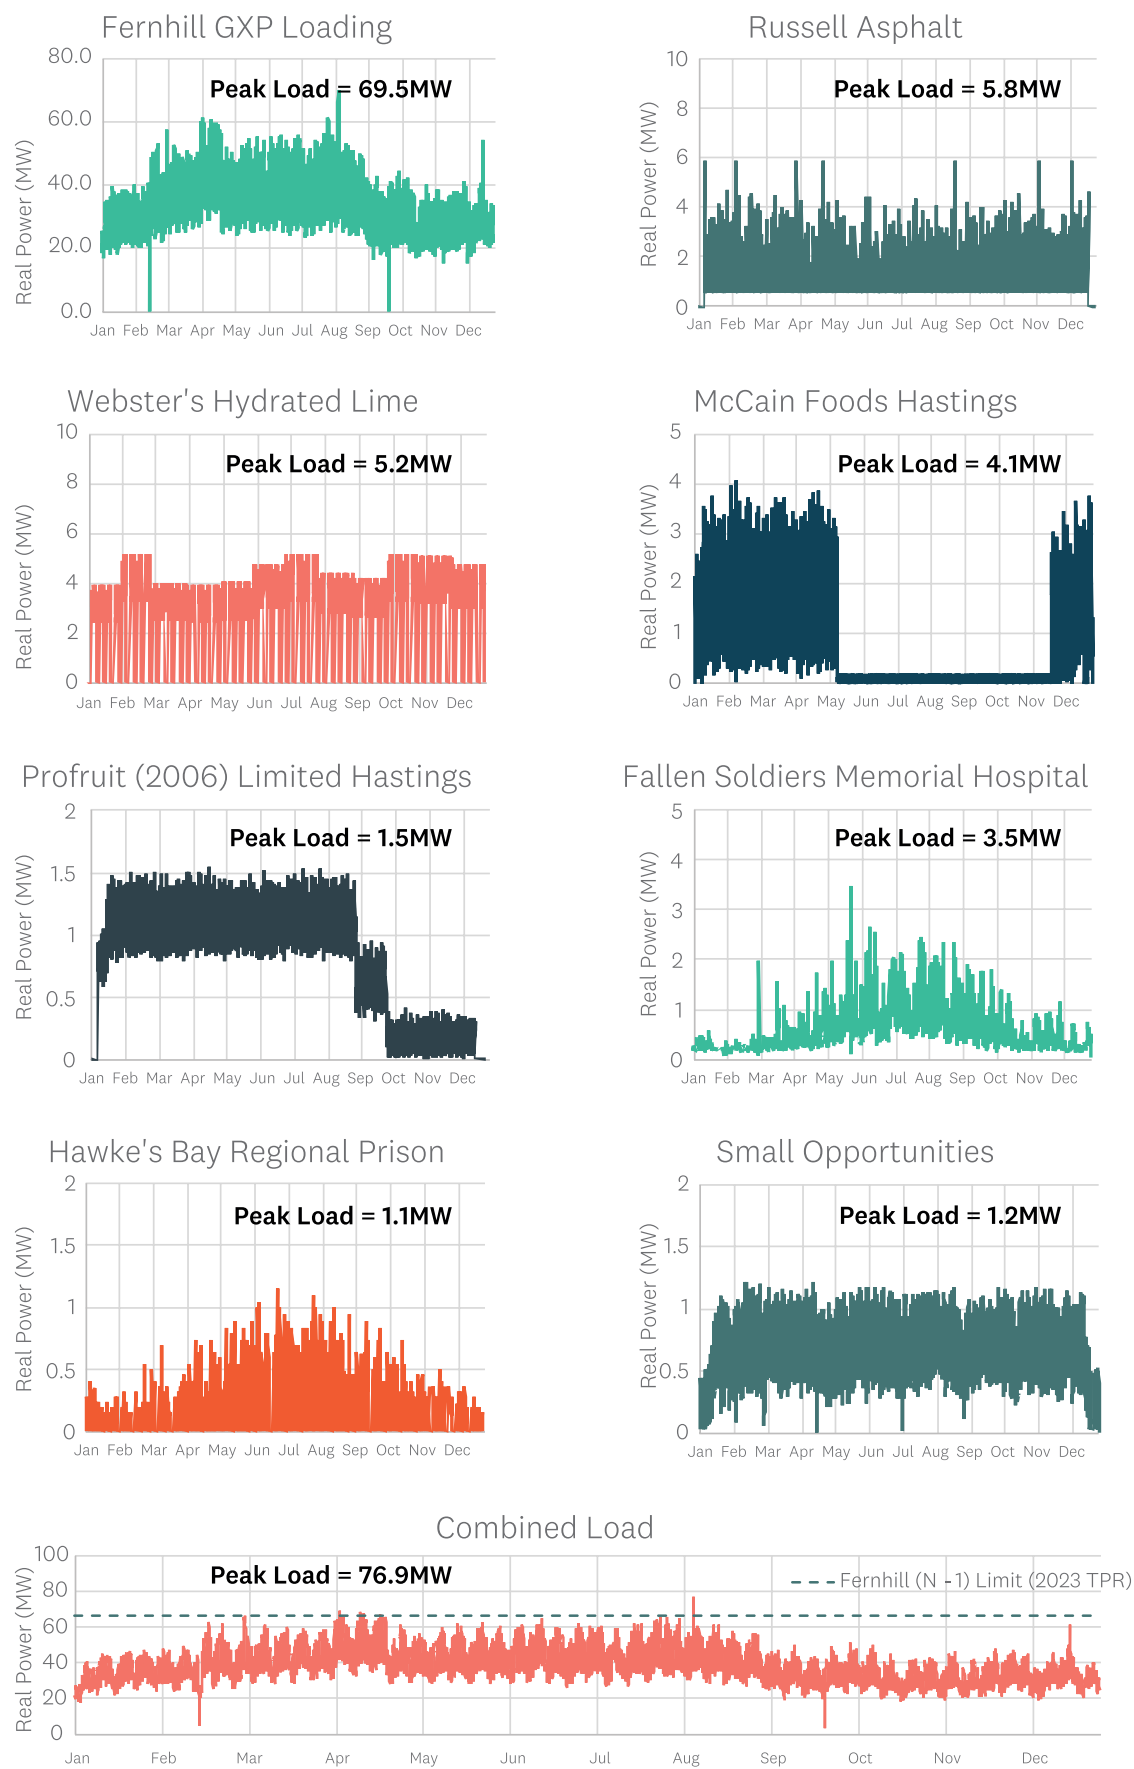 Fernhill GXP Loading
Peak Load = 69.5MW
Real Power (MW)
80.0
60.0
40.0
20.0
0.0
Jan Feb Mar Apr May Jun Jul Aug Sep Oct Nov Dec
Russell Asphalt
Peak Load = 5.8MW
Real Power (MW)
10
8
6
4
2
0
Jan Feb Mar Apr May Jun Jul Aug Sep Oct Nov Dec
Webster's Hydrated Lime
Peak Load = 5.2MW
Real Power (MW)
10
8
6
4
2
0
Jan Feb Mar Apr Jun Jun Jul Aug Sep Oct Nov Dec
McCain Foods Hastings
Peak Load = 4.1MW
Real Power (MW)
5
4
3
2
1
0
Jan Feb Mar Apr May Jun Jul Aug Sep Oct Nov Dec
Profruit (2006) Limited Hastings
Peak Load = 1.5MW
Real Power (MW)
2
1.5
1
0.5
0
Jan Feb Mar Apr May Jun Jul Aug Sep Oct Nov Dec
Fallen Soldiers Memorial Hospital
Peak Load = 3.5MW
Real Power (MW)
5
4
3
2
1
0
Jan Feb Mar Apr May Jun Jul Aug Sep Oct Nov Dec
Hawke's Bay Regional Prison
Peak Load = 1.1MW
Real Power (MW)
2
1.5
1
0.5
0
Jan Feb Mar Apr May Jun Jul Aug Sep Oct Nov Dec
Small Opportunities
Peak Load = 1.2MW
Real Power (MW)
2
1.5
1
0.5
0
Jan Feb Mar Apr May Jun Jul Aug Sep Oct Nov Dec
Combined Load
Peak Load = 76.9MW
Fernhill (N -1) Limit (2023 TPR)
Real Power (MW)
100
80
60
40
20
0
Jan Feb Mar Apr May Jun Jul Aug Sep Oct Nov Dec